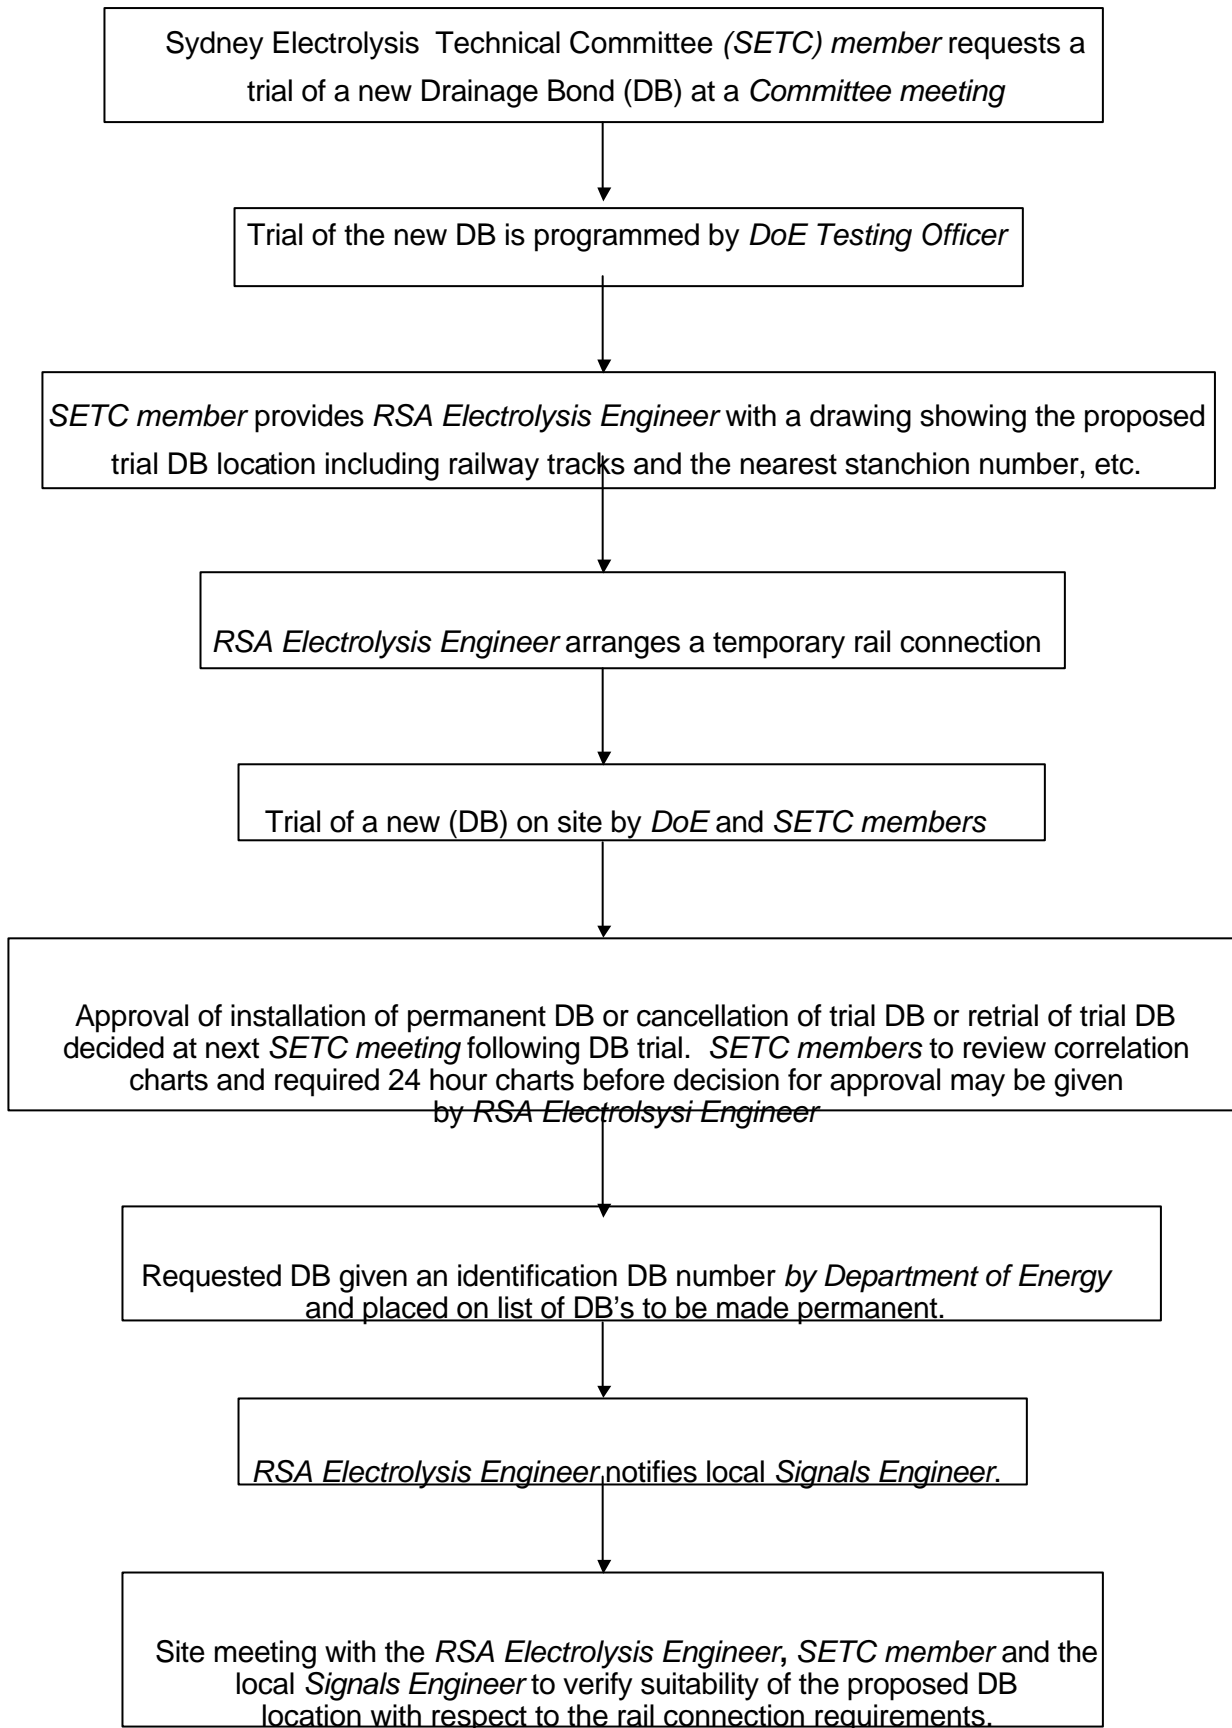 Sydney Electrolysis Technical Committee (SETC) member requests a
trial of a new Drainage Bond (DB) at a Committee meeting
Trial of the new DB is programmed by DoE Testing Officer
SETC member provides RSA Electrolysis Engineer with a drawing showing the proposed
trial DB location including railway tracks and the nearest stanchion number, etc.
RSA Electrolysis Engineer arranges a temporary rail connection
Trial of a new (DB) on site by DoE and SETC members
Approval of installation of permanent DB or cancellation of trial DB or retrial of trial DB
decided at next SETC meeting following DB trial. SETC members to review correlation
charts and required 24 hour charts before decision for approval may be given
by RSA Electrolsysi Engineer
Requested DB given an identification DB number by Department of Energy
and placed on list of DB's to be made permanent.
RSA Electrolysis Engineer notifies local Signals Engineer.
Site meeting with the RSA Electrolysis Engineer, SETC member and the
local Signals Engineer to verify suitability of the proposed DB
location with respect to the rail connection requirements.